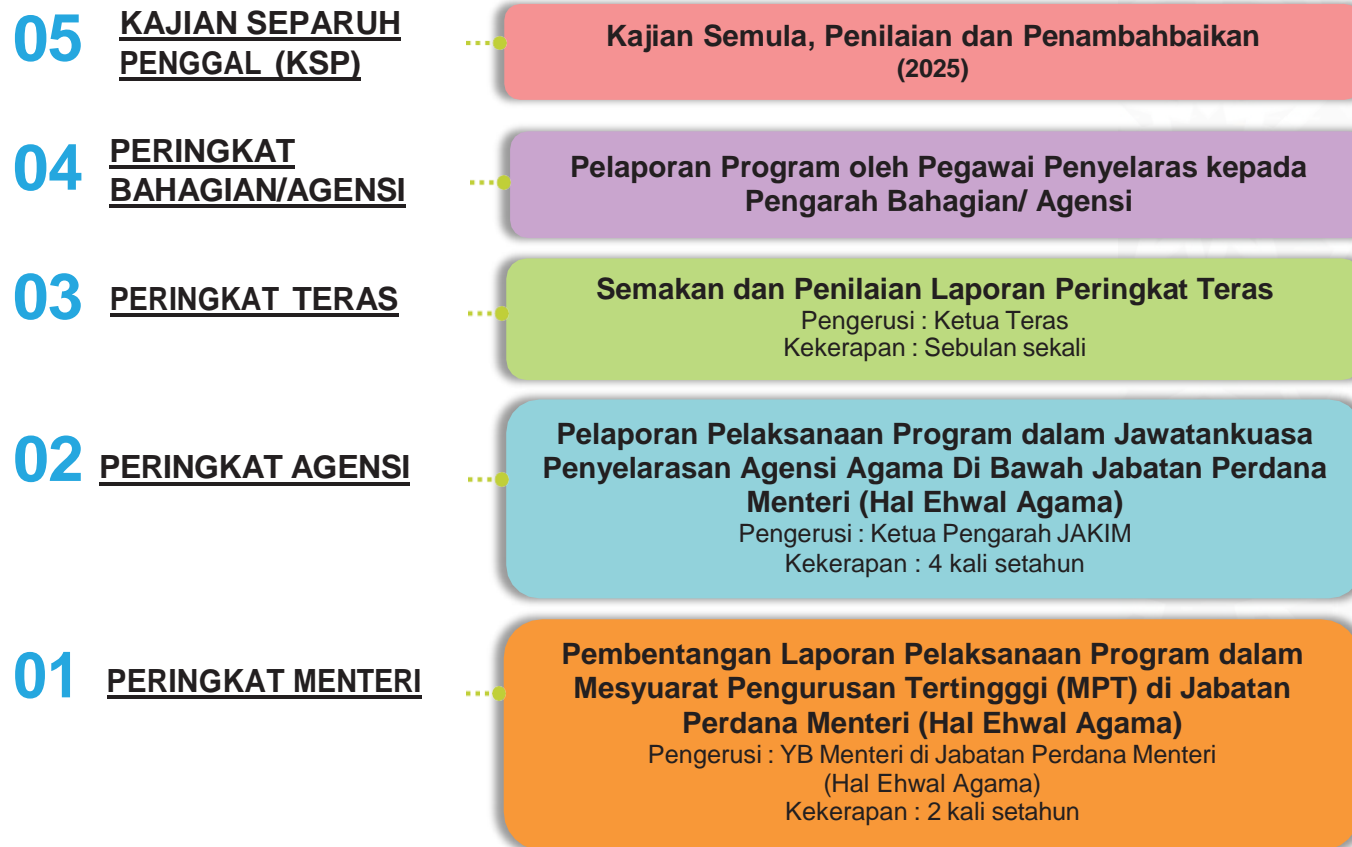 05
KAJIAN SEPARUH
PENGGAL (KSP)
Kajian Semula, Penilaian dan Penambahbaikan
(2025)
04
PERINGKAT
BAHAGIAN/AGENSI
Pelaporan Program oleh Pegawai Penyelaras kepada
Pengarah Bahagian/ Agensi
03
PERINGKAT TERAS
Semakan dan Penilaian Laporan Peringkat Teras
Pengerusi : Ketua Teras
Kekerapan : Sebulan sekali
02
PERINGKAT AGENSI
Pelaporan Pelaksanaan Program dalam Jawatankuasa
Penyelarasan Agensi Agama Di Bawah Jabatan Perdana
Menteri (Hal Ehwal Agama)
Pengerusi : Ketua Pengarah JAKIM
Kekerapan : 4 kali setahun
01
PERINGKAT MENTERI
Pembentangan Laporan Pelaksanaan Program dalam
Mesyuarat Pengurusan Tertingggi (MPT) di Jabatan
Perdana Menteri (Hal Ehwal Agama)
Pengerusi : YB Menteri di Jabatan Perdana Menteri
(Hal Ehwal Agama)
Kekerapan : 2 kali setahun